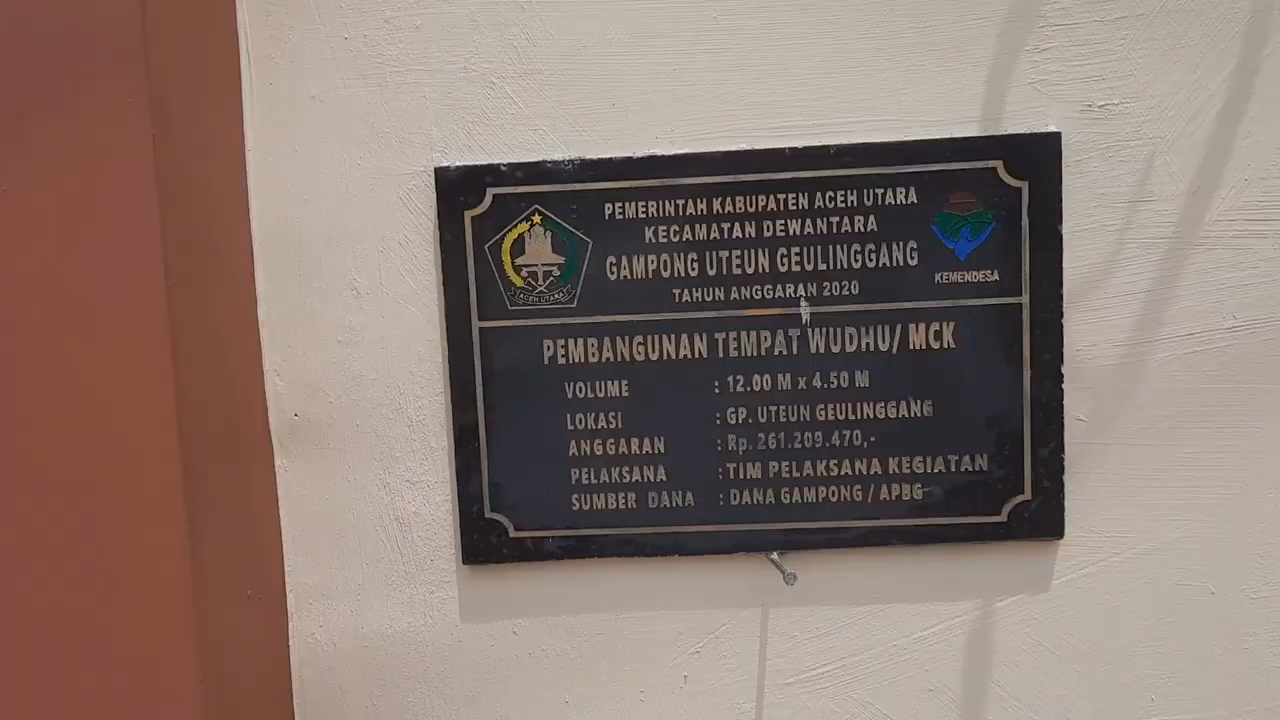 PEMERINTAH KABUPATEN ACEH UTARA
KECAMATAN DEWANTARA
GAMPONG UTEUN GEULINGGANG
TAHUN ANGGARAN 2020
ACEH UTARA
KEMENDESA
PEMBANGUNAN TEMPAT WUDHU/ MCK
VOLUME : 12.00 M x 4.50 M
LOKASI : GP. UTEUN GEULINGGANG
ANGGARAN : Rp. 261.209.470,-
PELAKSANA : TIM PELAKSANA KEGIATAN
SUMBER DANA : DANA GAMPONG / APBG